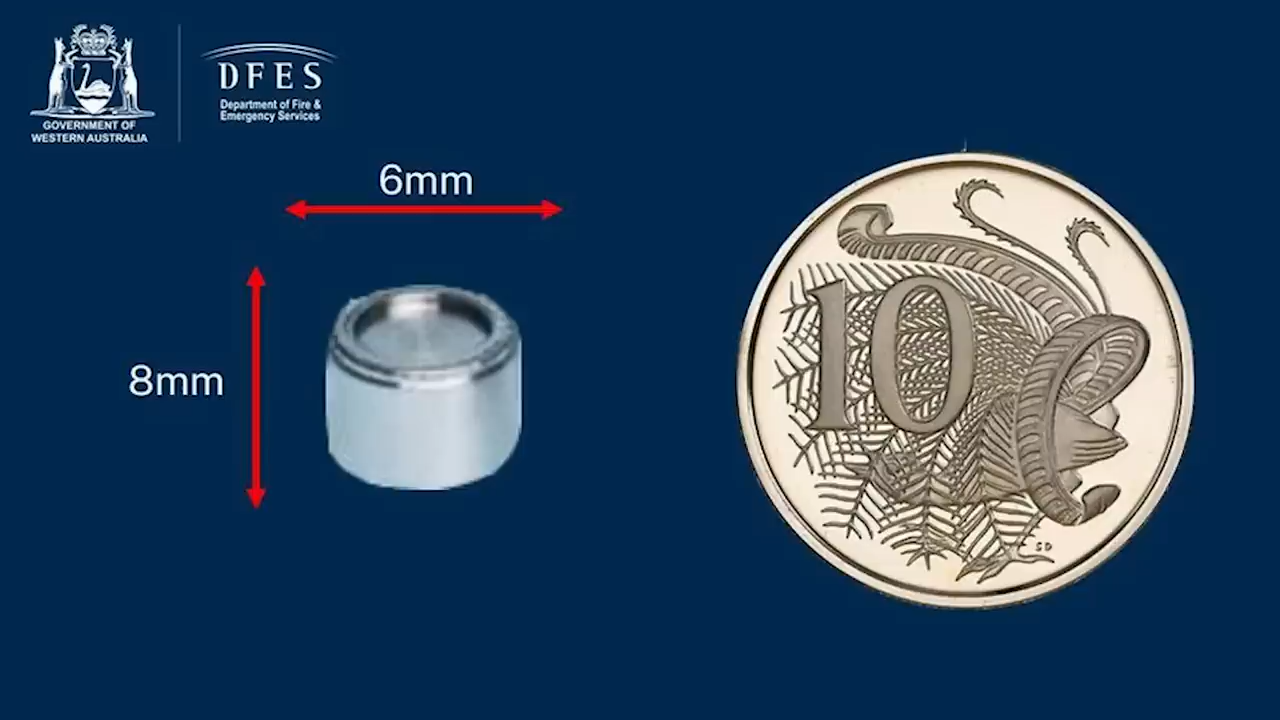 GOVERNMENT OF
WESTERN AUSTRALIA
DFES
Department of Fire &
Emergency Services
6mm
8mm
10
SD